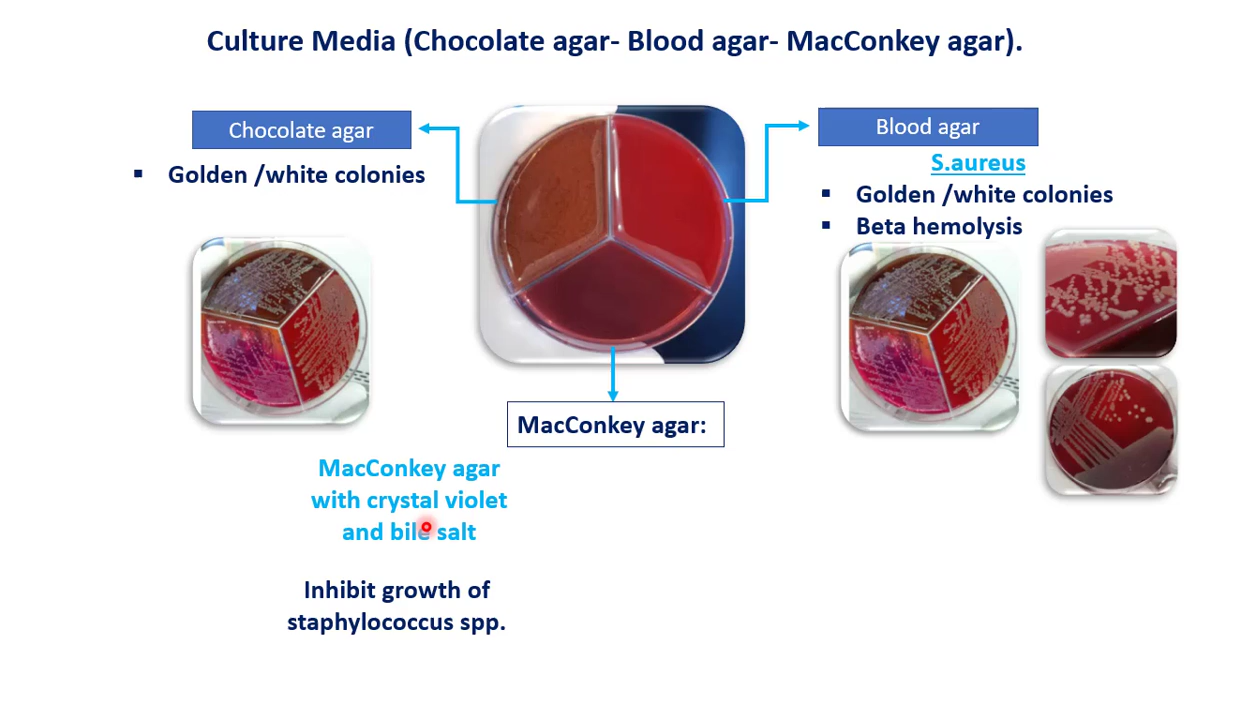 Culture Media (Chocolate agar- Blood agar- MacConkey agar).
Chocolate agar
▪ Golden /white colonies
Blood agar
S.aureus
▪ Golden /white colonies
▪ Beta hemolysis
MacConkey agar:
MacConkey agar
with crystal violet
and bile salt
Inhibit growth of
staphylococcus spp.